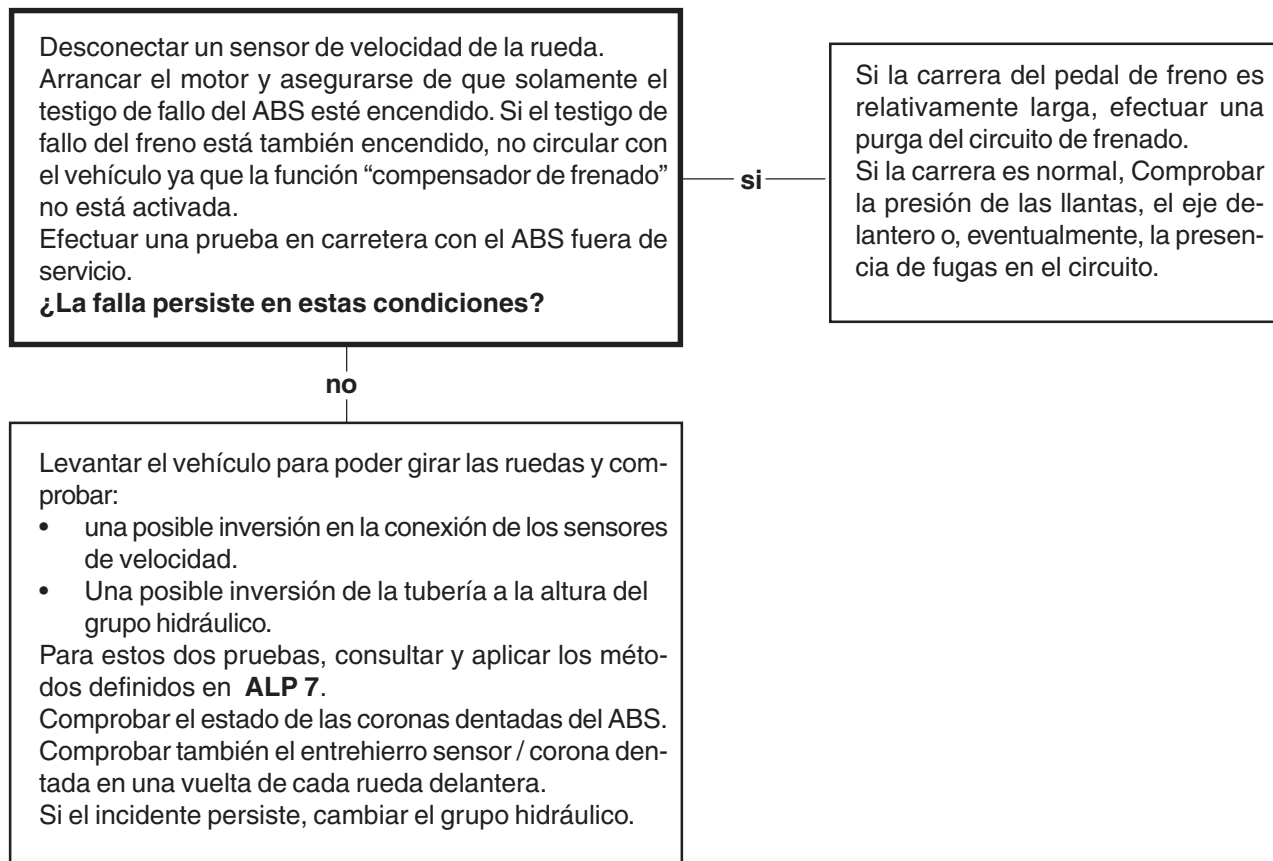 Desconectar un sensor de velocidad de la rueda.
Arrancar el motor y asegurarse de que solamente el
testigo de fallo del ABS esté encendido. Si el testigo de
fallo del freno está también encendido, no circular con
el vehículo ya que la función “compensador de frenado”
no está activada.
Efectuar una prueba en carretera con el ABS fuera de
servicio.
¿La falla persiste en estas condiciones?
si
Si la carrera del pedal de freno es
relativamente larga, efectuar una
purga del circuito de frenado.
Si la carrera es normal, Comprobar
la presión de las llantas, el eje de-
lantero o, eventualmente, la presen-
cia de fugas en el circuito.
no
Levantar el vehículo para poder girar las ruedas y com-
probar:
• una posible inversión en la conexión de los sensores
de velocidad.
• Una posible inversión de la tubería a la altura del
grupo hidráulico.
Para estos dos pruebas, consultar y aplicar los méto-
dos definidos en ALP 7.
Comprobar el estado de las coronas dentadas del ABS.
Comprobar también el entrehierro sensor / corona den-
tada en una vuelta de cada rueda delantera.
Si el incidente persiste, cambiar el grupo hidráulico.